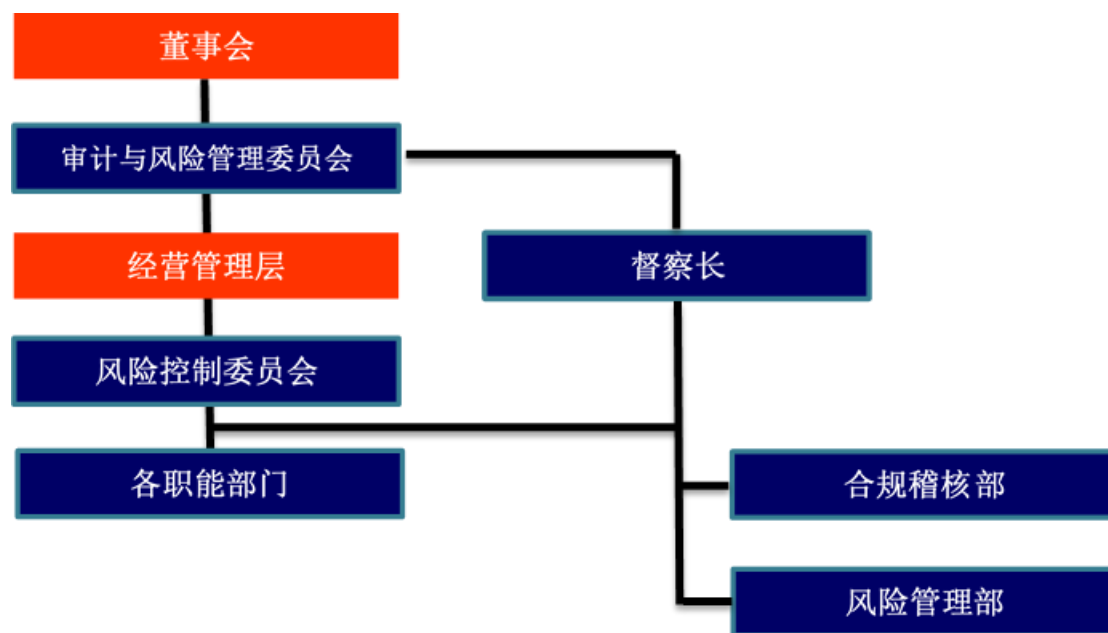 董事会
审计与风险管理委员会
经营管理层
督察长
风险控制委员会
各职能部门
合规稽核部
风险管理部